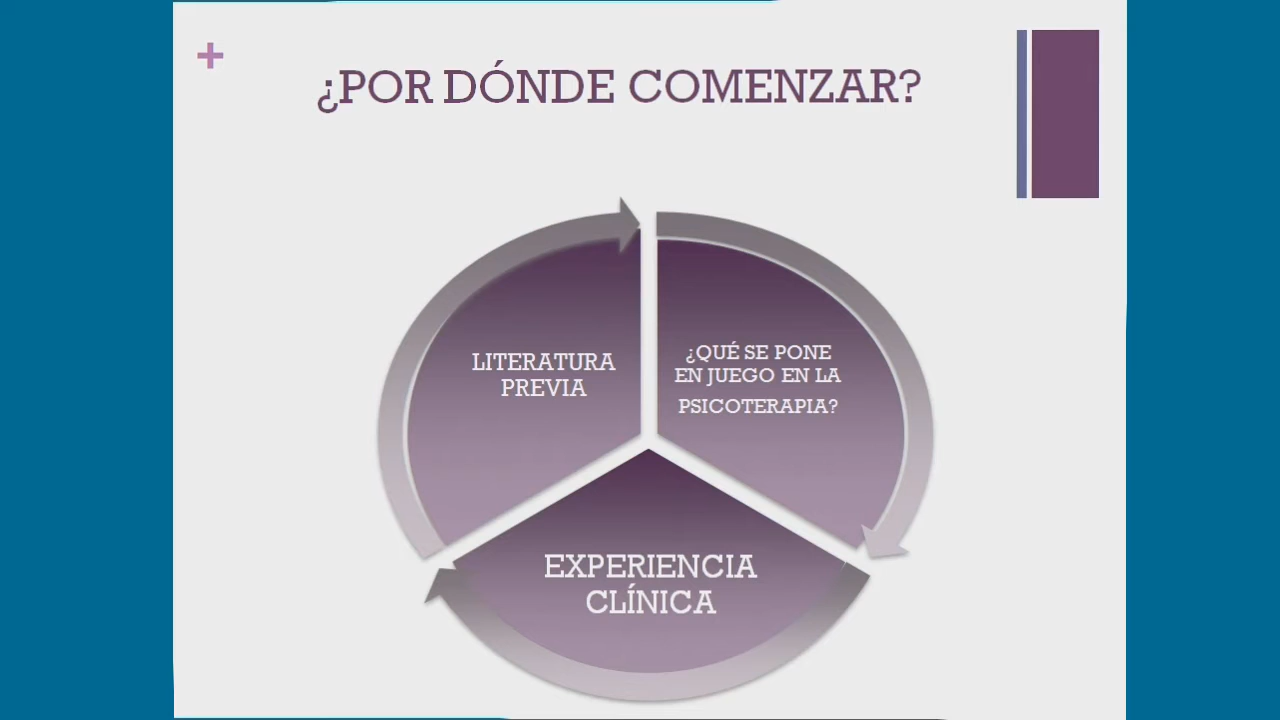 ¿POR DÓNDE COMENZAR?
LITERATURA
PREVIA
¿QUÉ SE PONE
EN JUEGO EN LA
PSICOTERAPIA?
EXPERIENCIA
CLÍNICA